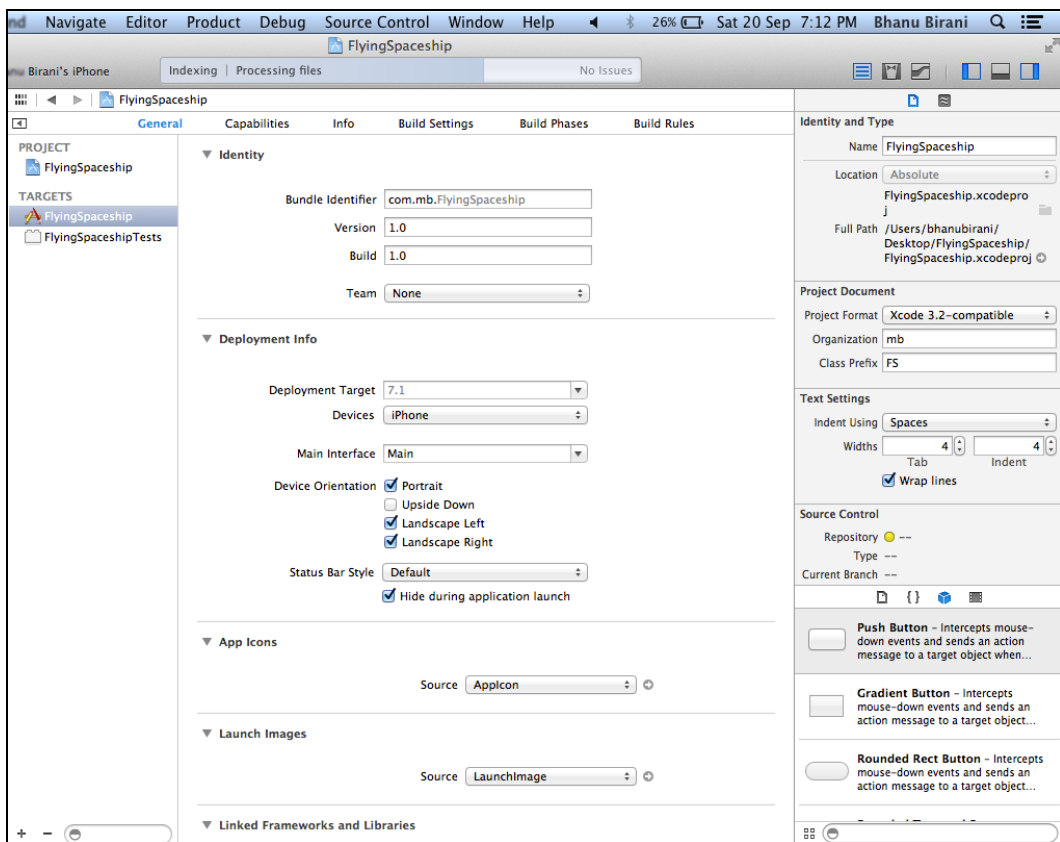 nd Navigate Editor Product Debug Source Control Window Help 26% Sat 20 Sep 7:12 PM Bhanu Birani
FlyingSpaceship
Birani's iPhone Indexing | Processing files No Issues
FlyingSpaceship
General Capabilities Info Build Settings Build Phases Build Rules
PROJECT
FlyingSpaceship
TARGETS
FlyingSpaceship
FlyingSpaceshipTests
Identity
Bundle Identifier com.mb.FlyingSpaceship
Version 1.0
Build 1.0
Team None
Deployment Info
Deployment Target 7.1
Devices iPhone
Main Interface Main
Device Orientation Portrait
Upside Down
Landscape Left
Landscape Right
Status Bar Style Default
Hide during application launch
App Icons
Source AppIcon
Launch Images
Source LaunchImage
Linked Frameworks and Libraries
Identity and Type
Name FlyingSpaceship
Location Absolute
FlyingSpaceship.xcodepro
j
Full Path /Users/bhanubirani/
Desktop/FlyingSpaceship/
FlyingSpaceship.xcodeproj
Project Document
Project Format Xcode 3.2-compatible
Organization mb
Class Prefix FS
Text Settings
Indent Using Spaces
Widths 4 4
Tab Indent
Wrap lines
Source Control
Repository --
Type --
Current Branch --
{}
Push Button - Intercepts mouse-
down events and sends an action
message to a target object when...
Gradient Button - Intercepts
mouse-down events and sends an
action message to a target object...
Rounded Rect Button - Intercepts
mouse-down events and sends an
action message to a target object...